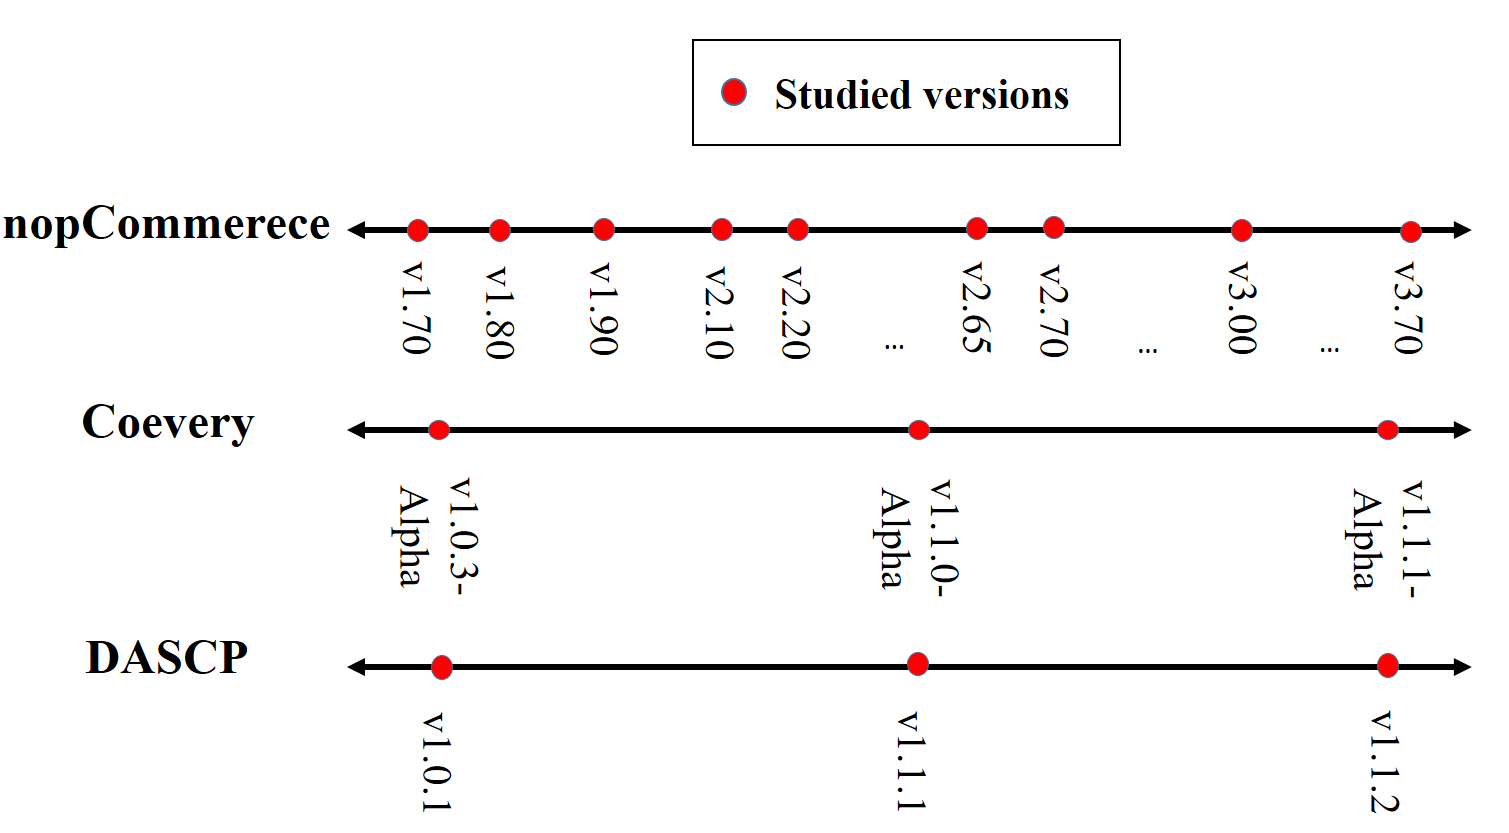 Studied versions
nopCommerece
v1.70
v1.80
v1.90
v2.10
v2.20
...
v2.65
v2.70
...
v3.00
...
v3.70
Coevery
v1.0.3-
Alpha
v1.1.0-
Alpha
v1.1.1-
Alpha
DASCP
v1.0.1
v1.1.1
v1.1.2